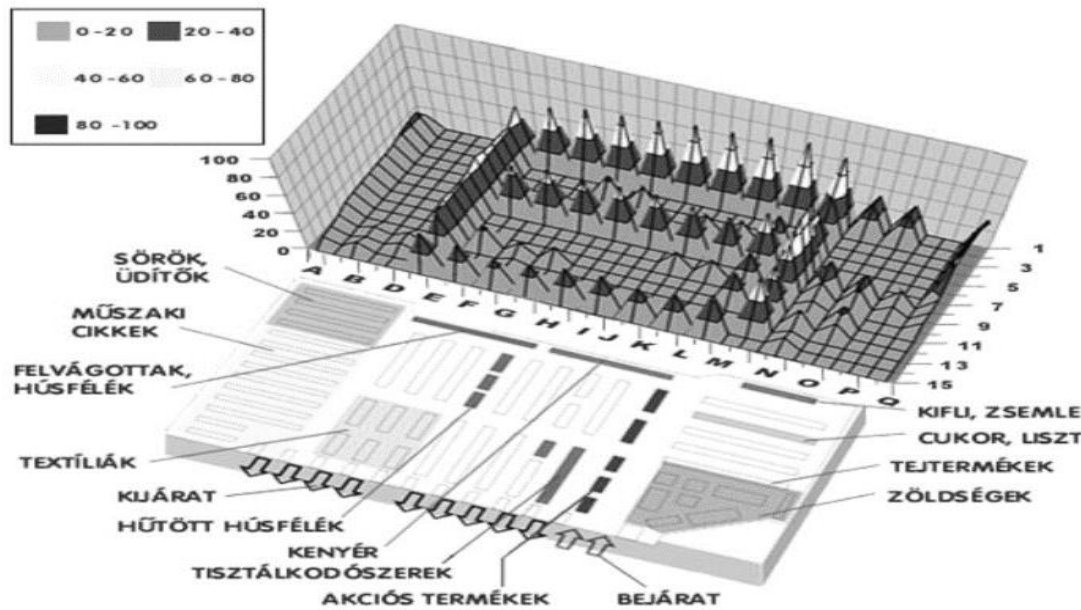 0-20 20-40
40-60 60-80
80-100
100
80
60
40
20
0
A B D E F G H I J K L M N O P Q
1
3
5
7
9
11
13
15
SÖRÖK,
ÜDÍTŐK
MŰSZAKI
CIKKEK
FELVÁGOTTAK,
HÚSFÉLÉK
TEXTÍLIÁK
KIJÁRAT
HŰTÖTT HÚSFÉLÉK
KENYÉR
TISZTÁLKODÓSZEREK
AKCIÓS TERMÉKEK
BEJÁRAT
KIFLI, ZSEMLE
CUKOR, LISZT
TEJTERMÉKEK
ZÖLDSÉGEK